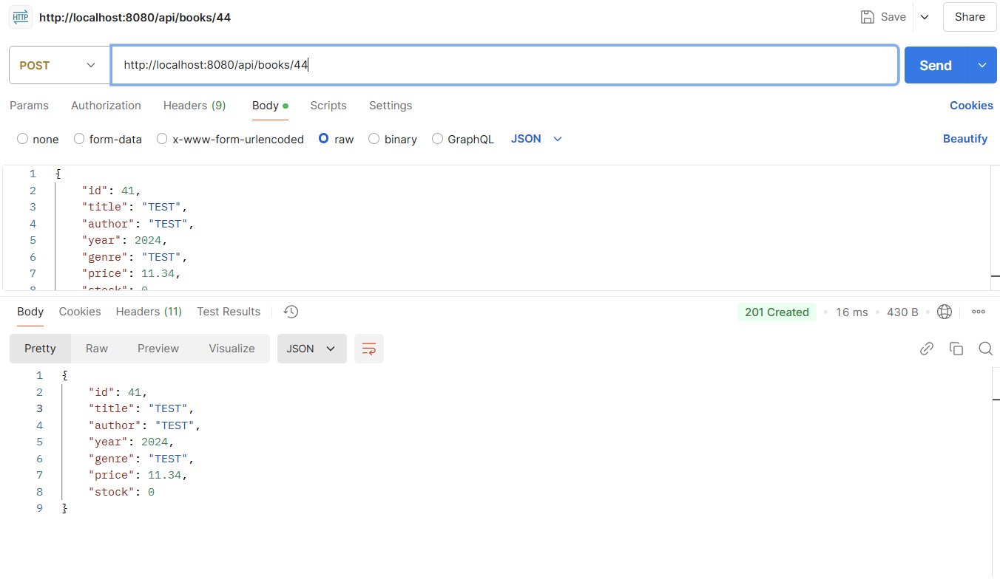 HTTP http://localhost:8080/api/books/44 Save Share
POST http://localhost:8080/api/books/44 Send
Params Authorization Headers (9) Body Scripts Settings Cookies
none form-data x-www-form-urlencoded raw binary GraphQL JSON Beautify
1 {
2 "id": 41,
3 "title": "TEST",
4 "author": "TEST",
5 "year": 2024,
6 "genre": "TEST",
7 "price": 11.34,
8 "stock": 0
Body Cookies Headers (11) Test Results 201 Created 16 ms 430 B
Pretty Raw Preview Visualize JSON
1 {
2 "id": 41,
3 "title": "TEST",
4 "author": "TEST",
5 "year": 2024,
6 "genre": "TEST",
7 "price": 11.34,
8 "stock": 0
9 }